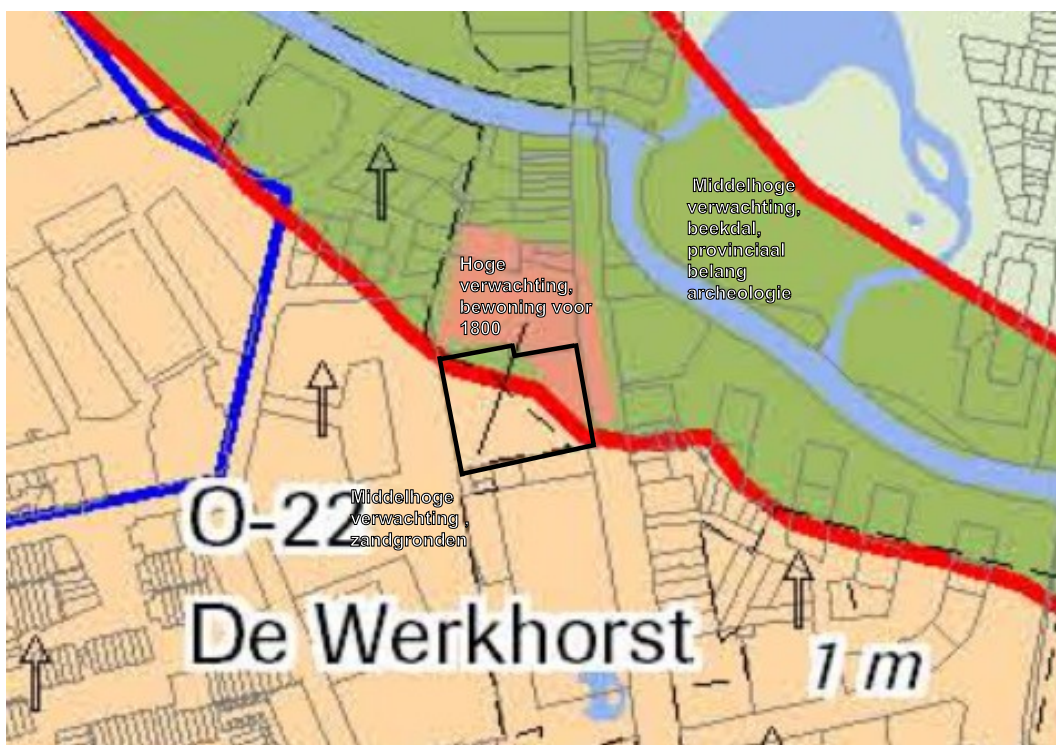 Middelhoge
verwachting,
beekdal,
provinciaal
belang
archeologie
Hoge
verwachting,
bewoning voor
1800
O-22
Middelhoge
verwachting ,
zandgronden
De Werkhorst
1 m